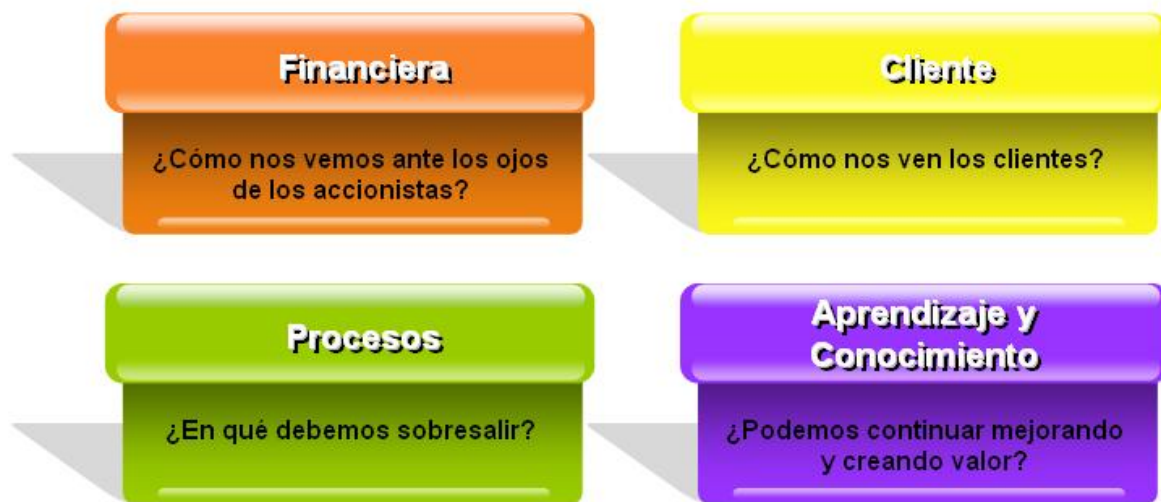 Financiera
¿Cómo nos vemos ante los ojos
de los accionistas?
Cliente
¿Cómo nos ven los clientes?
Procesos
¿En qué debemos sobresalir?
Aprendizaje y
Conocimiento
¿Podemos continuar mejorando
y creando valor?